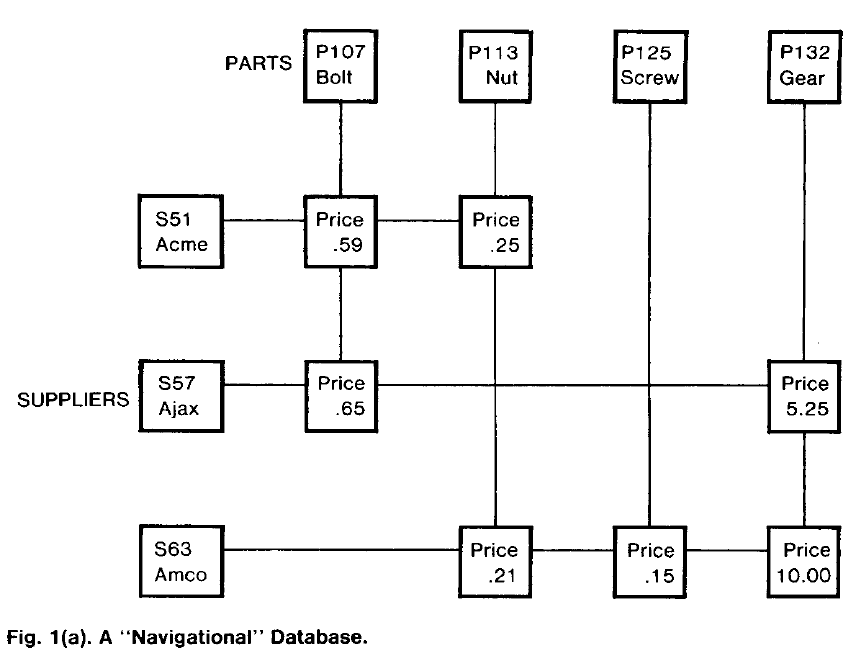 PARTS
P107
Bolt
P113
Nut
P125
Screw
P132
Gear
S51
Acme
Price
.59
Price
.25
SUPPLIERS
S57
Ajax
Price
.65
Price
5.25
S63
Amco
Price
.21
Price
.15
Price
10.00
Fig. 1(a). A "Navigational" Database.